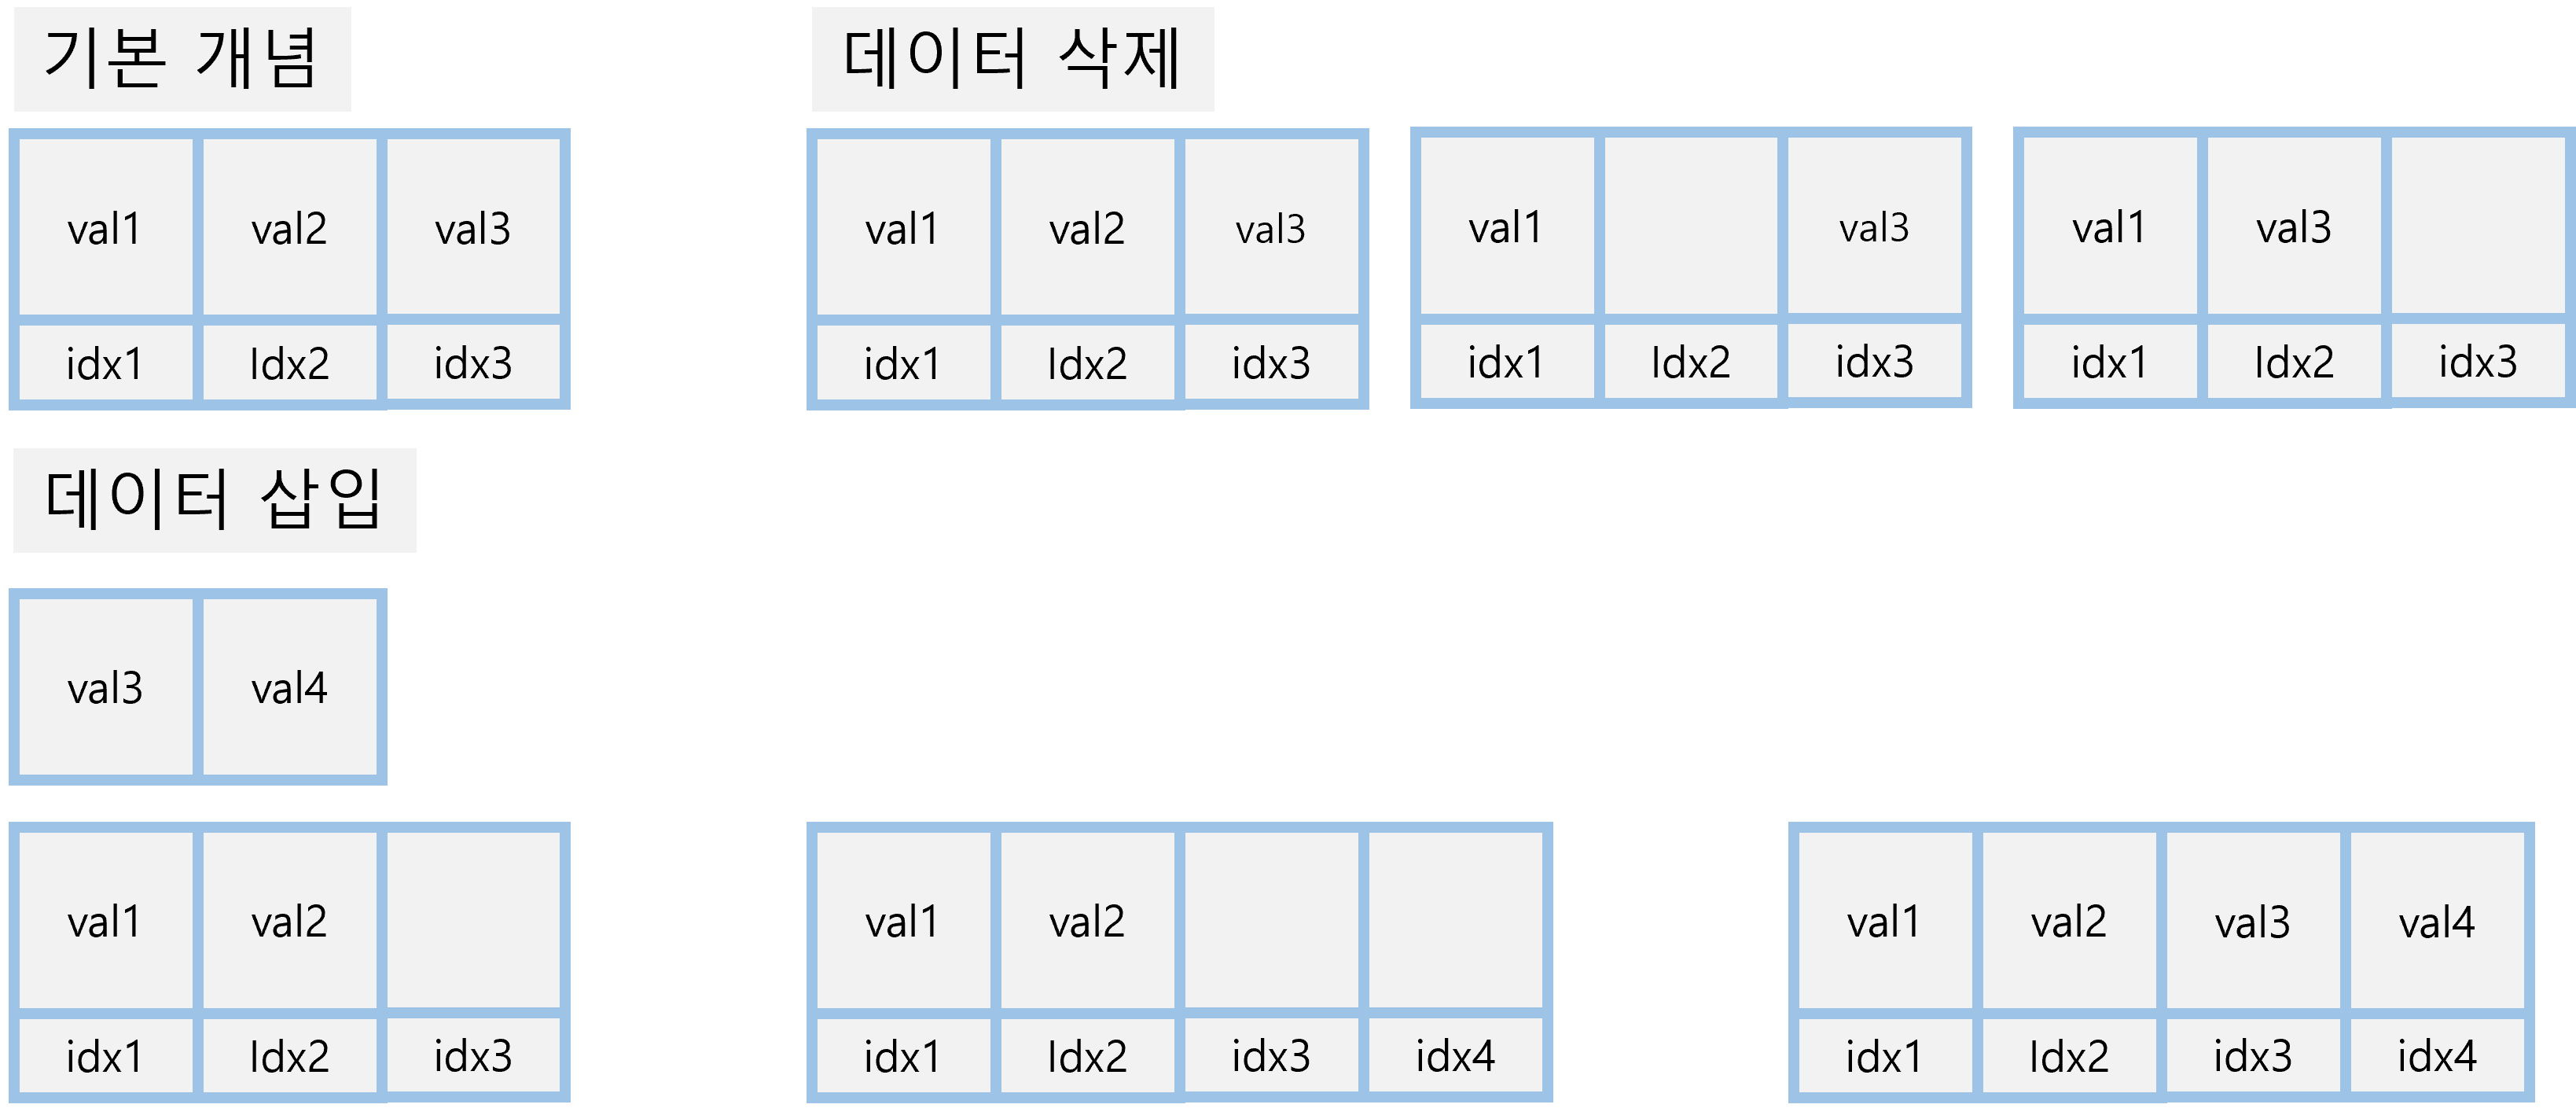 기본 개념
val1 val2 val3
idx1 Idx2 idx3
데이터 삭제
val1 val2 val3
idx1 Idx2 idx3
val1 val3
idx1 Idx2 idx3
val1 val3
idx1 Idx2 idx3
데이터 삽입
val3 val4
val1 val2
idx1 Idx2 idx3
val1 val2
idx1 Idx2 idx3 idx4
val1 val2 val3 val4
idx1 Idx2 idx3 idx4